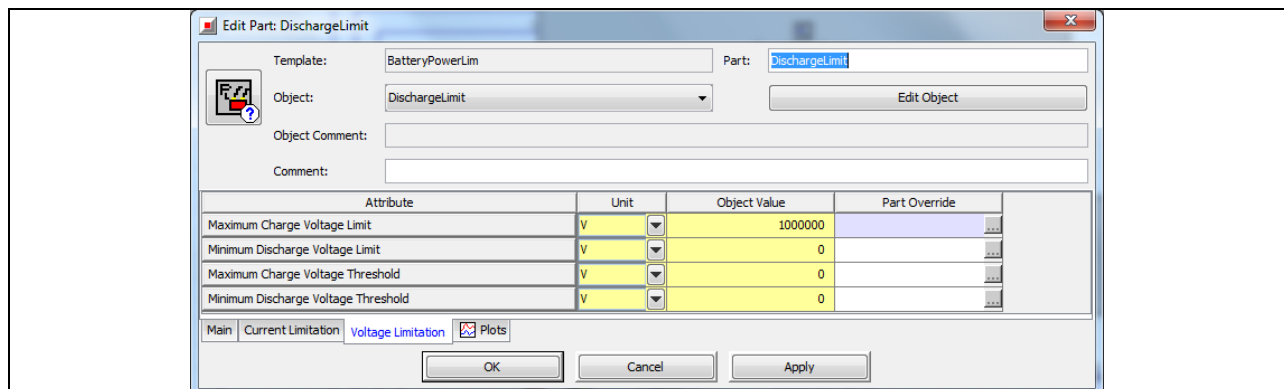 Edit Part: DischargeLimit
Template: BatteryPowerLim Part: DischargeLimit
Object: DischargeLimit Edit Object
Object Comment:
Comment:
Attribute Unit Object Value Part Override
Maximum Charge Voltage Limit V 1000000 ...
Minimum Discharge Voltage Limit V 0 ...
Maximum Charge Voltage Threshold V 0 ...
Minimum Discharge Voltage Threshold V 0 ...
Main Current Limitation Voltage Limitation Plots
OK Cancel Apply